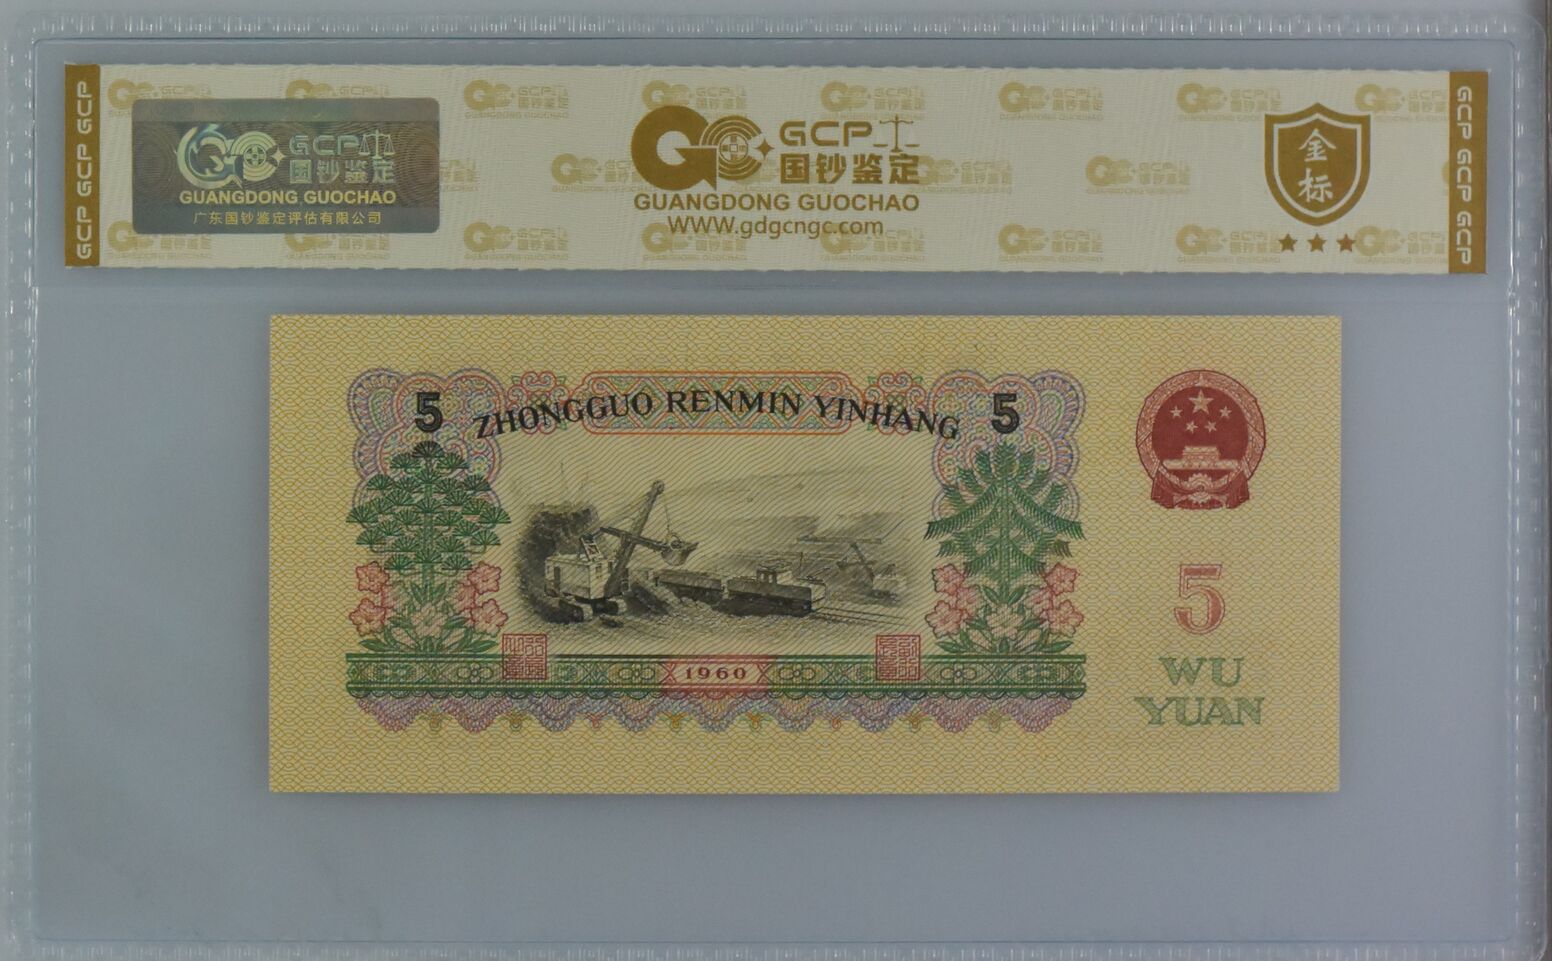 GCP GCP GCP
GCP 国钞鉴定
GUANGDONG GUOCHAO
广东国钞鉴定评估有限公司
GCP
国钞鉴定
GUANGDONG GUOCHAO
WWW.gdgcngc.com
金标
GCP GCP GCP
5 ZHONGGUO RENMIN YINHANG 5
5
WU
YUAN
1960